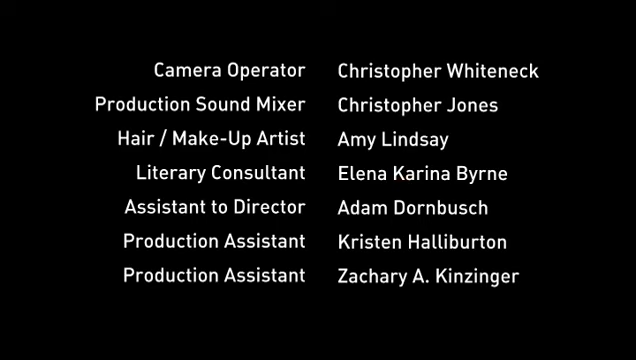 Camera Operator Christopher Whiteneck
Production Sound Mixer Christopher Jones
Hair / Make-Up Artist Amy Lindsay
Literary Consultant Elena Karina Byrne
Assistant to Director Adam Dornbusch
Production Assistant Kristen Halliburton
Production Assistant Zachary A. Kinzinger